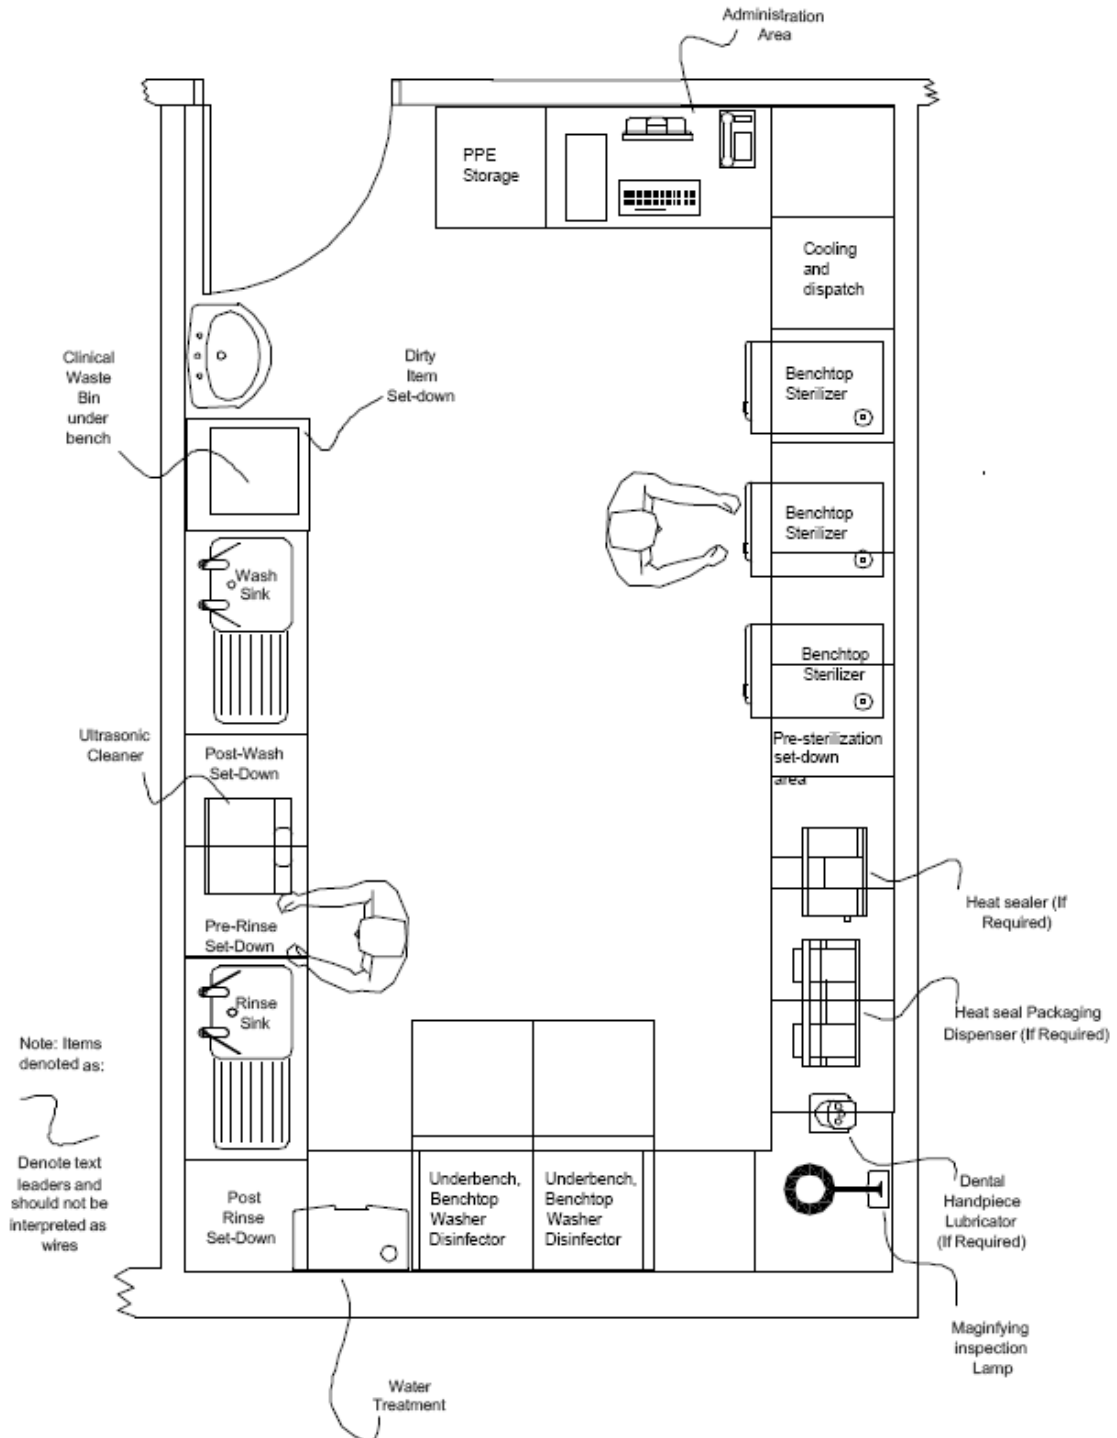 Administration
Area
PPE
Storage
Cooling
and
dispatch
Clinical
Waste
Bin
under
bench
Dirty
Item
Set-down
Benchtop
Sterilizer
Benchtop
Sterilizer
Wash
Sink
Benchtop
Sterilizer
Ultrasonic
Cleaner
Post-Wash
Set-Down
Pre-sterilization
set-down
area
Heat sealer (If
Required)
Pre-Rinse
Set-Down
Rinse
Sink
Heat seal Packaging
Dispenser (If Required)
Note: Items
denoted as:
Denote text
leaders and
should not be
interpreted as
wires
Post
Rinse
Set-Down
Underbench,
Benchtop
Washer
Disinfector
Underbench,
Benchtop
Washer
Disinfector
Dental
Handpiece
Lubricator
(If Required)
Maginfying
inspection
Lamp
Water
Treatment